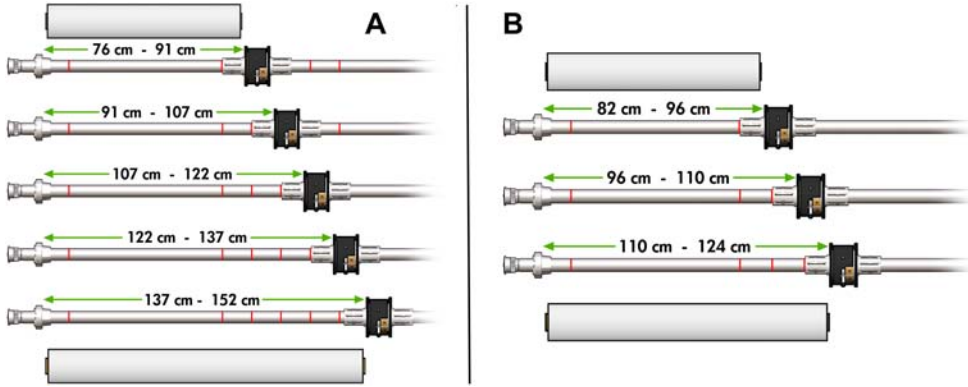 A
76 cm - 91 cm
91 cm - 107 cm
107 cm - 122 cm
122 cm - 137 cm
137 cm - 152 cm
B
82 cm - 96 cm
96 cm - 110 cm
110 cm - 124 cm